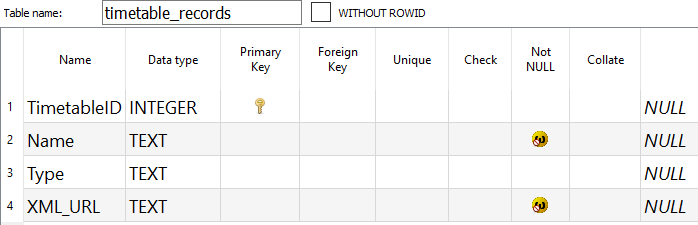 Table name: timetable_records WITHOUT ROWID
Name Data type Primary Key Foreign Key Unique Check Not NULL Collate
1 TimetableID INTEGER NULL
2 Name TEXT NULL
3 Type TEXT NULL
4 XML_URL TEXT NULL